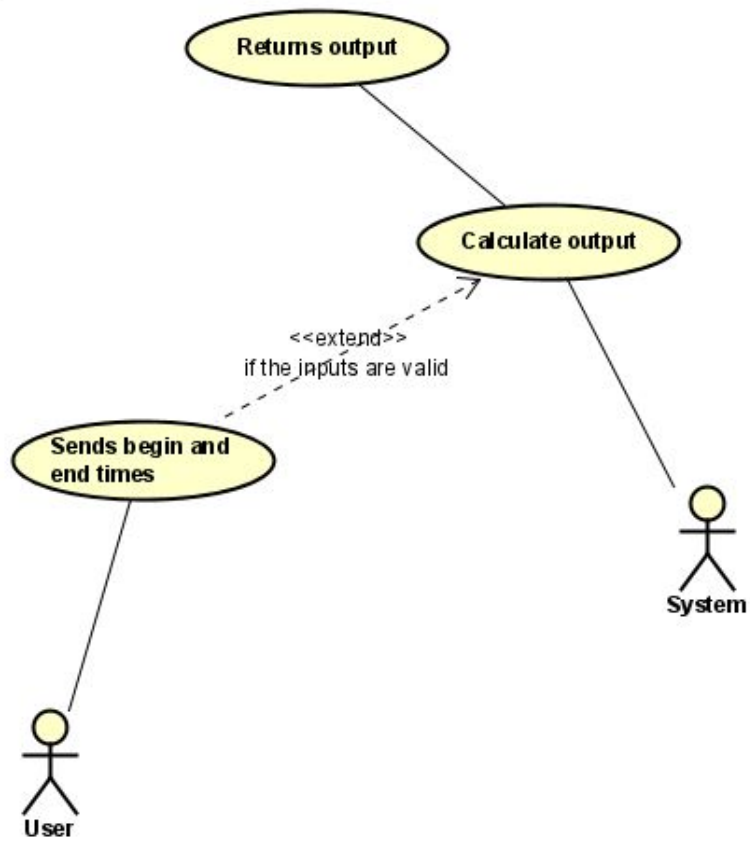 Returns output
Calculate output
<<extend>>
if the inputs are valid
Sends begin and
end times
System
User